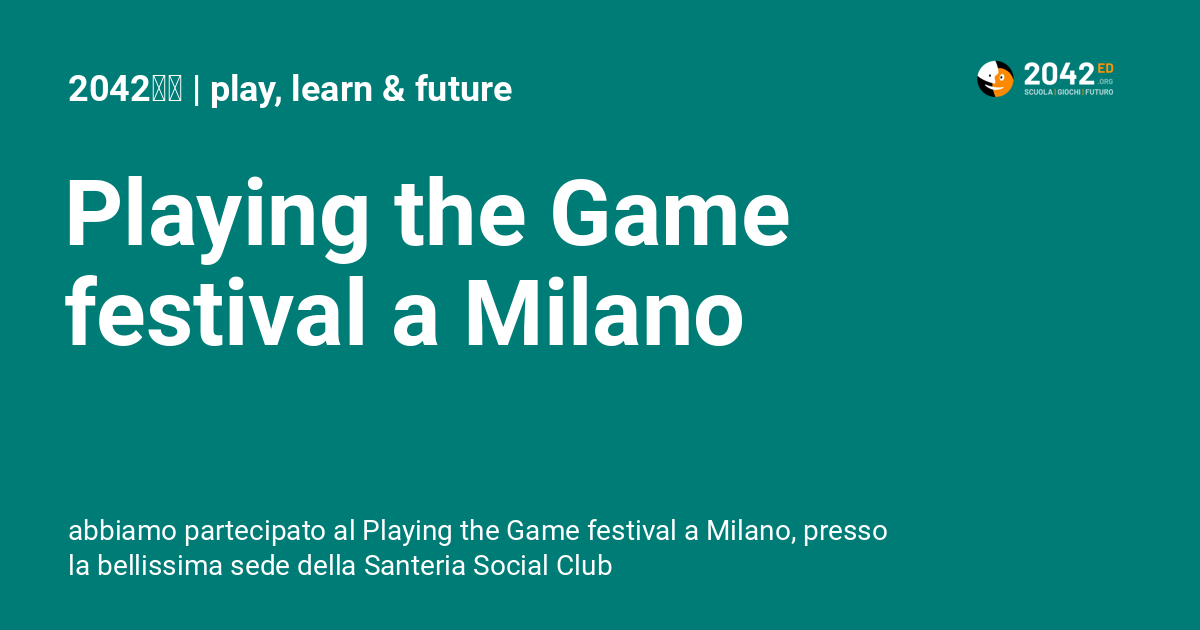 2042 | play, learn & future
2042 ED
.ORG
SCUOLA | GIOCHI | FUTURO
Playing the Game
festival a Milano
abbiamo partecipato al Playing the Game festival a Milano, presso
la bellissima sede della Santeria Social Club